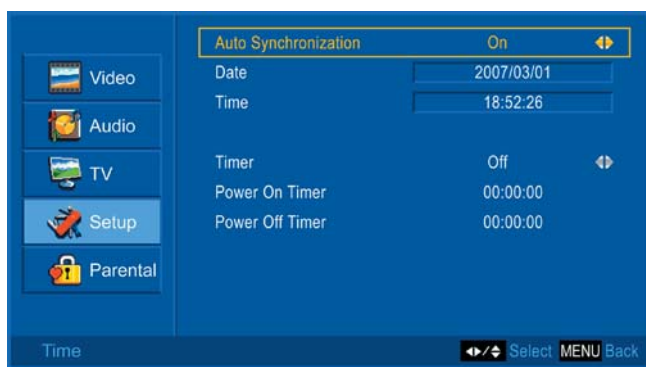 Video
Audio
TV
Setup
Parental
Auto Synchronization On
Date 2007/03/01
Time 18:52:26
Timer Off
Power On Timer 00:00:00
Power Off Timer 00:00:00
Time
Select MENU Back